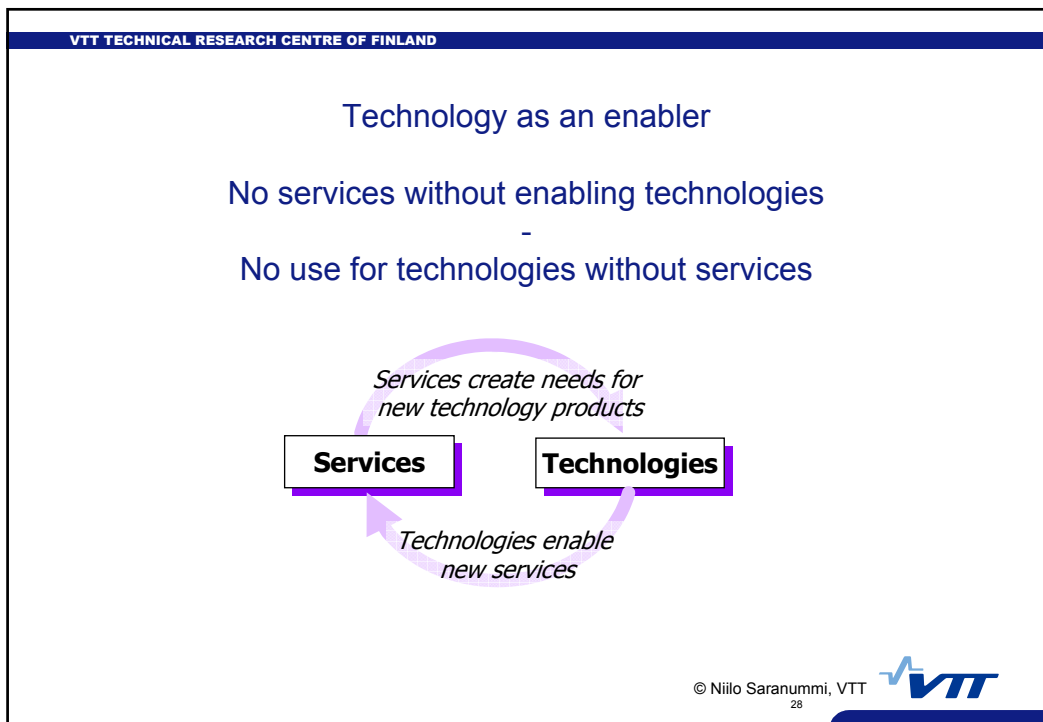 VTT TECHNICAL RESEARCH CENTRE OF FINLAND
Technology as an enabler
No services without enabling technologies
-
No use for technologies without services
Services create needs for
new technology products
Services
Technologies
Technologies enable
new services
© Niilo Saranummi, VTT
28
VTT